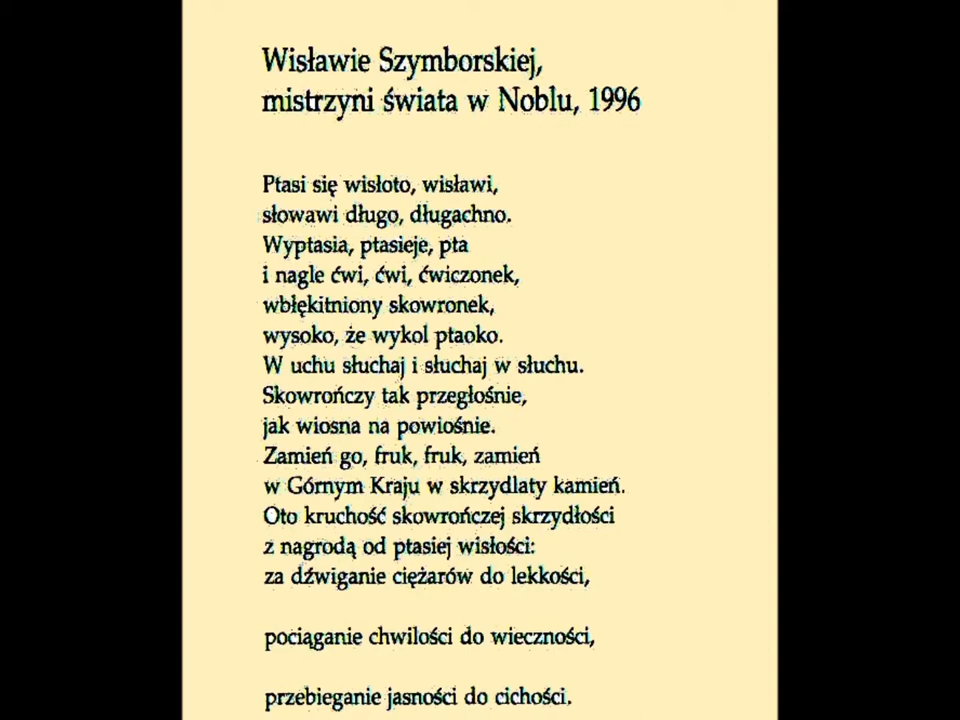 Wisławie Szymborskiej,
mistrzyni świata w Noblu, 1996
Ptasi się wisłoto, wisławi,
słowawi długo, długachno.
Wyptasia, ptasieje, pta
i nagle ćwi, ćwi, ćwiczonek,
wbłękitniony skowronek,
wysoko, że wykol ptaoko.
W uchu słuchaj i słuchaj w słuchu.
Skowrończy tak przegłośnie,
jak wiosna na powiośnie.
Zamień go, fruk, fruk, zamień
w Górnym Kraju w skrzydlaty kamień.
Oto kruchość skowrończej skrzydłości
z nagrodą od ptasiej wisłości:
za dźwiganie ciężarów do lekkości,
pociąganie chwilości do wieczności,
przebieganie jasności do cichości.